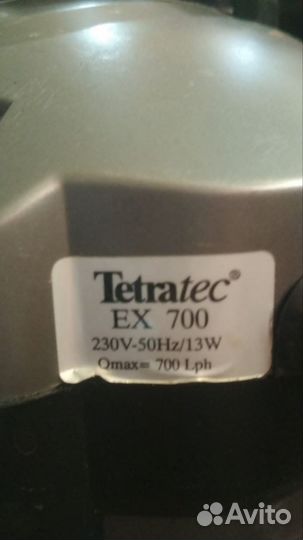 Tetratec®
EX 700
230V-50Hz/13W
Qmax= 700 Lph
Avito